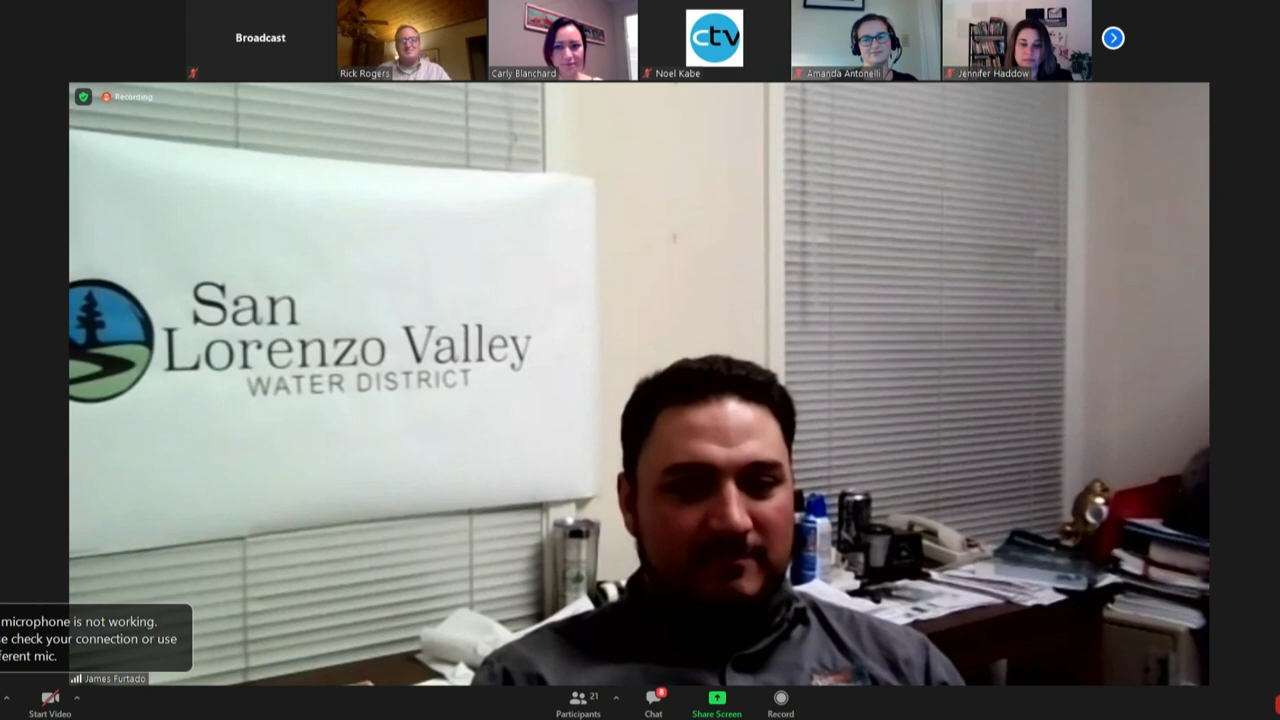 Broadcast
ctv
Rick Rogers
Carly Blanchard
Noel Kabe
Amanda Antonelli
Jennifer Haddow
Recording
San
Lorenzo Valley
WATER DISTRICT
microphone is not working.
e check your connection or use
ferent mic.
James Furtado
Start Video
Participants
21
Chat
8
Share Screen
Record